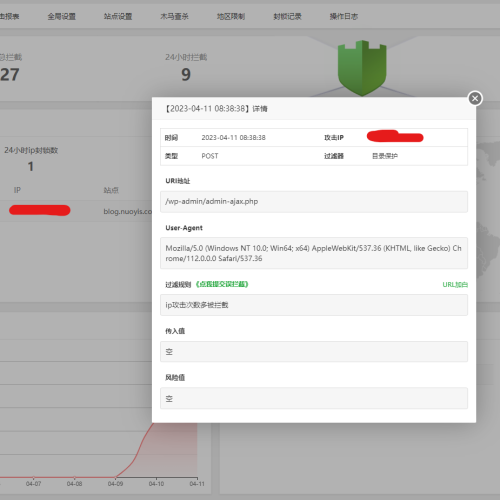 击报表 全局设置 站点设置 木马查杀 地区限制 封锁记录 操作日志
总拦截 24小时拦截
27 9
【2023-04-11 08:38:38】详情
时间 2023-04-11 08:38:38 攻击IP
类型 POST 过滤器 目录保护
24小时ip封锁数
1
IP 站点
blog.nuoyis.co
URI地址
/wp-admin/admin-ajax.php
User-Agent
Mozilla/5.0 (Windows NT 10.0; Win64; x64) AppleWebKit/537.36 (KHTML, like Gecko) Ch
rome/112.0.0.0 Safari/537.36
过滤规则 《点我提交误拦截》 URL加白
ip攻击次数多被拦截
传入值
空
风险值
空
04-07 04-08 04-09 04-10 04-11